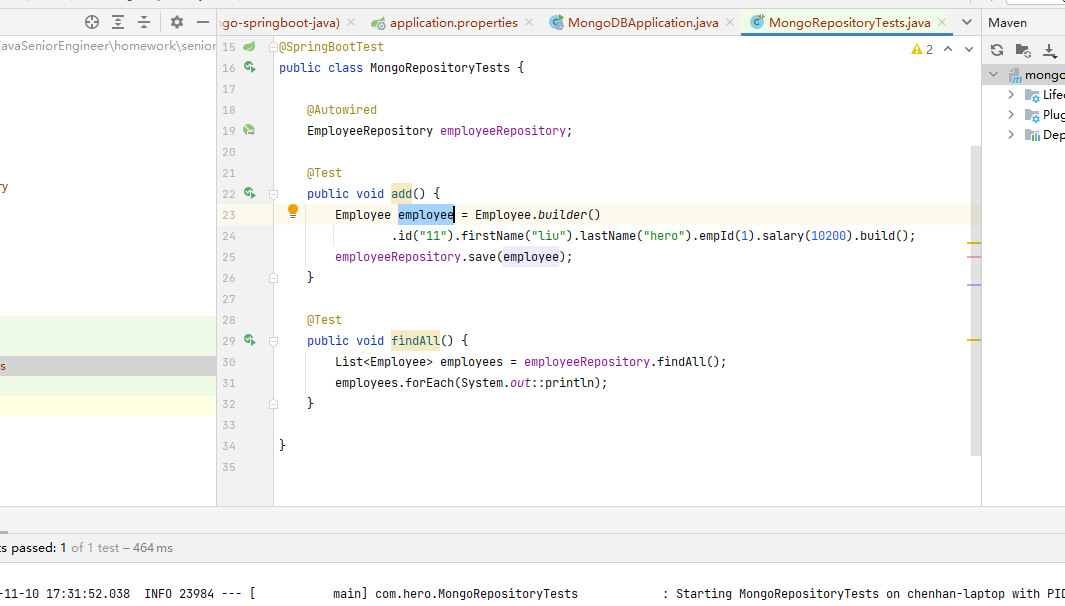 go-springboot-java)  application.properties  MongoDBApplication.java  MongoRepositoryTests.java  Maven
avaSeniorEngineer\homework\senior
15 @SpringBootTest  2
16 public class MongoRepositoryTests {
mongo
17
Life
18 @Autowired
Plug
19 EmployeeRepository employeeRepository;
Dep
20
21 @Test
ry
22 public void add() {
23 Employee employee = Employee.builder()
24 .id("11").firstName("liu").lastName("hero").empId(1).salary(10200).build();
25 employeeRepository.save(employee);
26 }
27
28 @Test
29 public void findAll() {
30 List<Employee> employees = employeeRepository.findAll();
s
31 employees.forEach(System.out::println);
32 }
33
34 }
35
ts passed: 1 of 1 test – 464 ms
-11-10 17:31:52.038  INFO 23984 --- [           main] com.hero.MongoRepositoryTests            : Starting MongoRepositoryTests on chenhan-laptop with PID